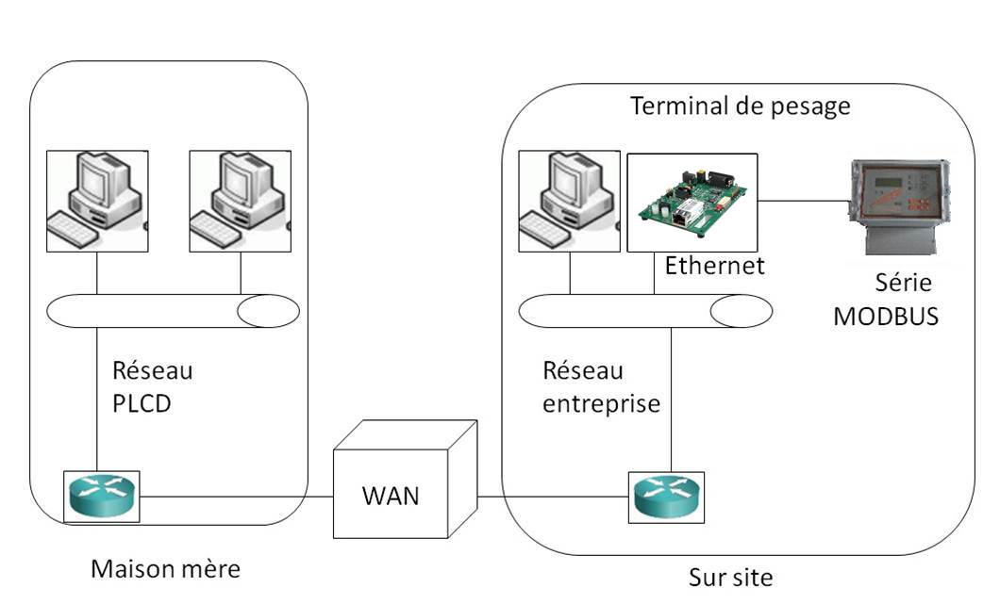 Terminal de pesage
Ethernet
Série
MODBUS
Réseau
PLCD
Réseau
entreprise
WAN
Maison mère
Sur site